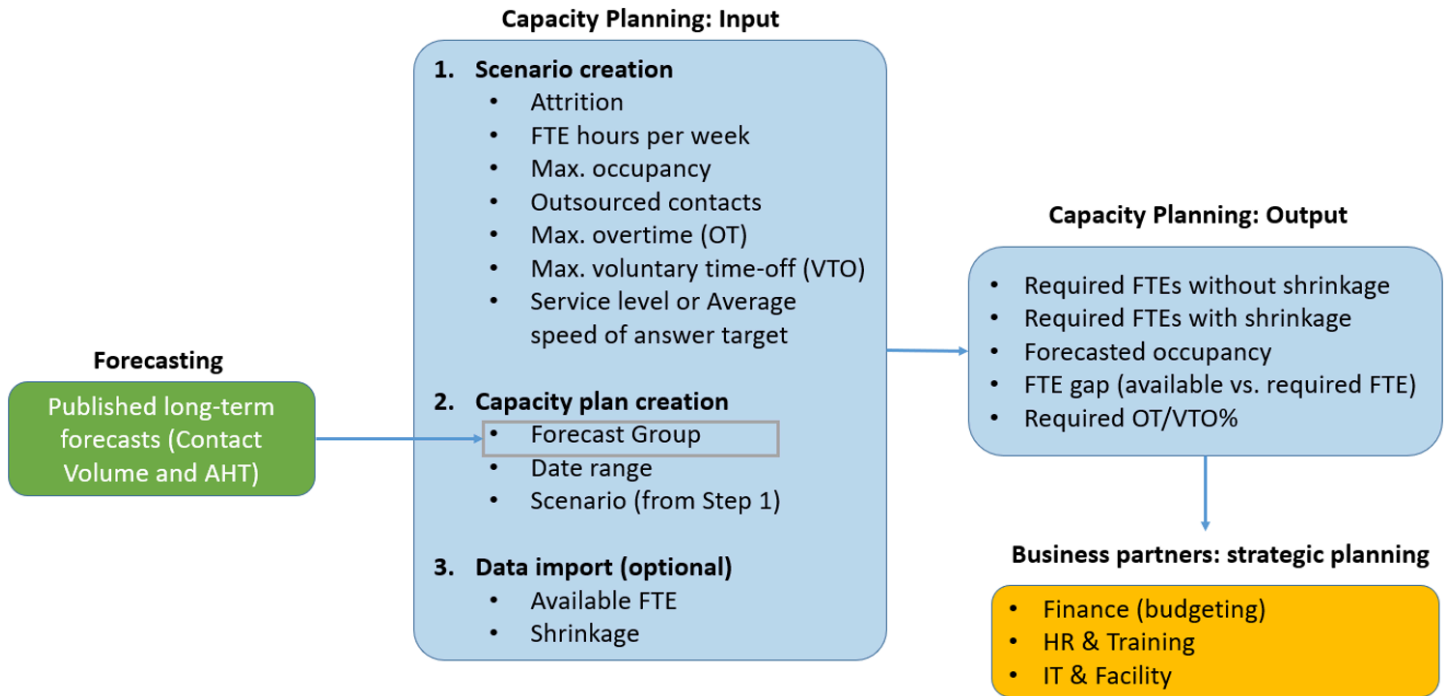 Capacity Planning: Input
1. Scenario creation
• Attrition
• FTE hours per week
• Max. occupancy
• Outsourced contacts
• Max. overtime (OT)
• Max. voluntary time-off (VTO)
• Service level or Average
speed of answer target
2. Capacity plan creation
• Forecast Group
• Date range
• Scenario (from Step 1)
3. Data import (optional)
• Available FTE
• Shrinkage
Forecasting
Published long-term
forecasts (Contact
Volume and AHT)
Capacity Planning: Output
• Required FTEs without shrinkage
• Required FTEs with shrinkage
• Forecasted occupancy
• FTE gap (available vs. required FTE)
• Required OT/VTO%
Business partners: strategic planning
• Finance (budgeting)
• HR & Training
• IT & Facility